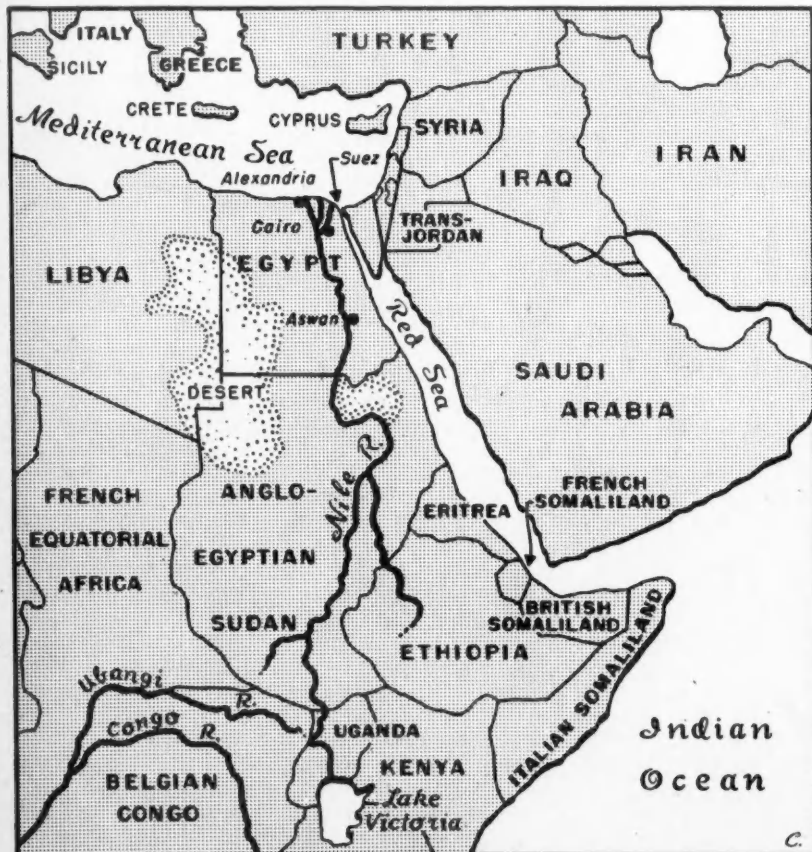 ITALY
TURKEY
SICILY
GREECE
CRETE
CYPRUS
Mediterranean Sea
SYRIA
IRAN
Suez
Alexandria
IRAQ
Cairo
TRANS-
JORDAN
EGYPT
LIBYA
Aswan
Red Sea
SAUDI
ARABIA
DESERT
FRENCH
EQUATORIAL
AFRICA
ANGLO-
EGYPTIAN
SUDAN
Nile R.
ERITREA
FRENCH
SOMALILAND
BRITISH
SOMALILAND
ETHIOPIA
ITALIAN SOMALILAND
Ubangi R.
Congo R.
UGANDA
KENYA
Indian
Ocean
BELGIAN
CONGO
Lake
Victoria
C.